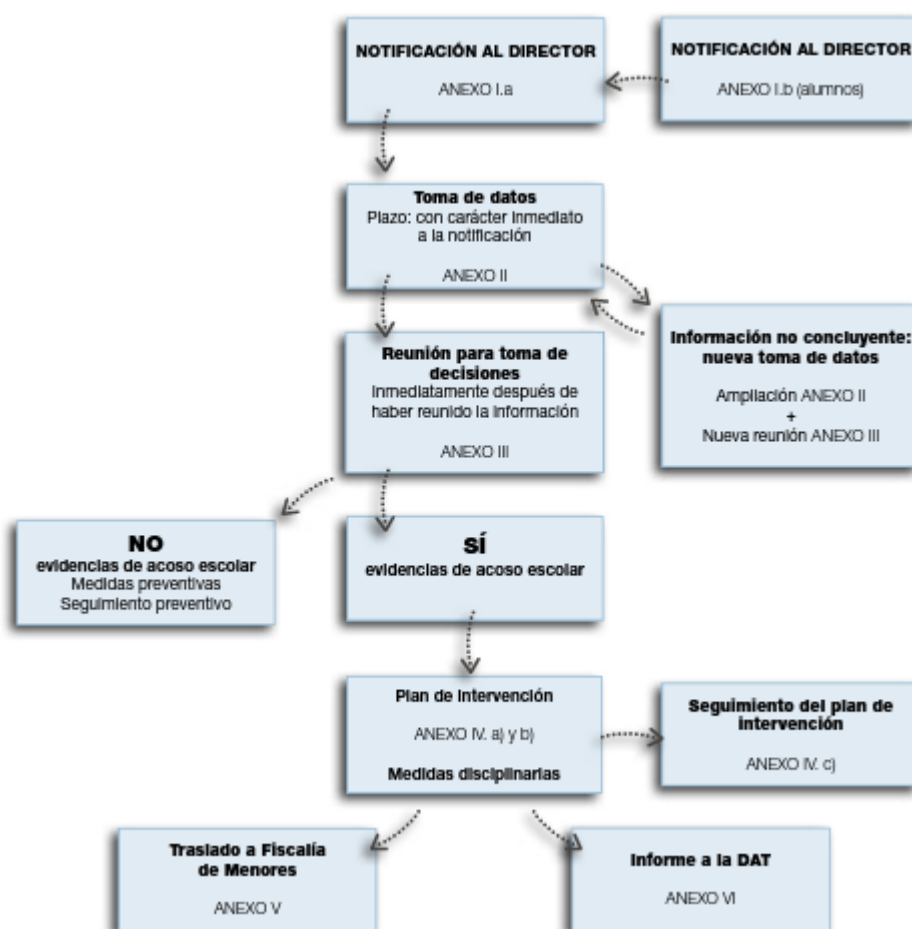 NOTIFICACIÓN AL DIRECTOR
ANEXO I.a
NOTIFICACIÓN AL DIRECTOR
ANEXO I.b (alumnos)
Toma de datos
Plazo: con carácter inmediato
a la notificación
ANEXO II
Información no concluyente:
nueva toma de datos
Ampliación ANEXO II
+
Nueva reunión ANEXO III
Reunión para toma de
decisiones
Inmediatamente después de
haber reunido la información
ANEXO III
NO
evidencias de acoso escolar
Medidas preventivas
Seguimiento preventivo
SÍ
evidencias de acoso escolar
Plan de intervención
ANEXO IV. a) y b)
Medidas disciplinarias
Seguimiento del plan de
intervención
ANEXO IV. c)
Traslado a Fiscalía
de Menores
ANEXO V
Informe a la DAT
ANEXO VI